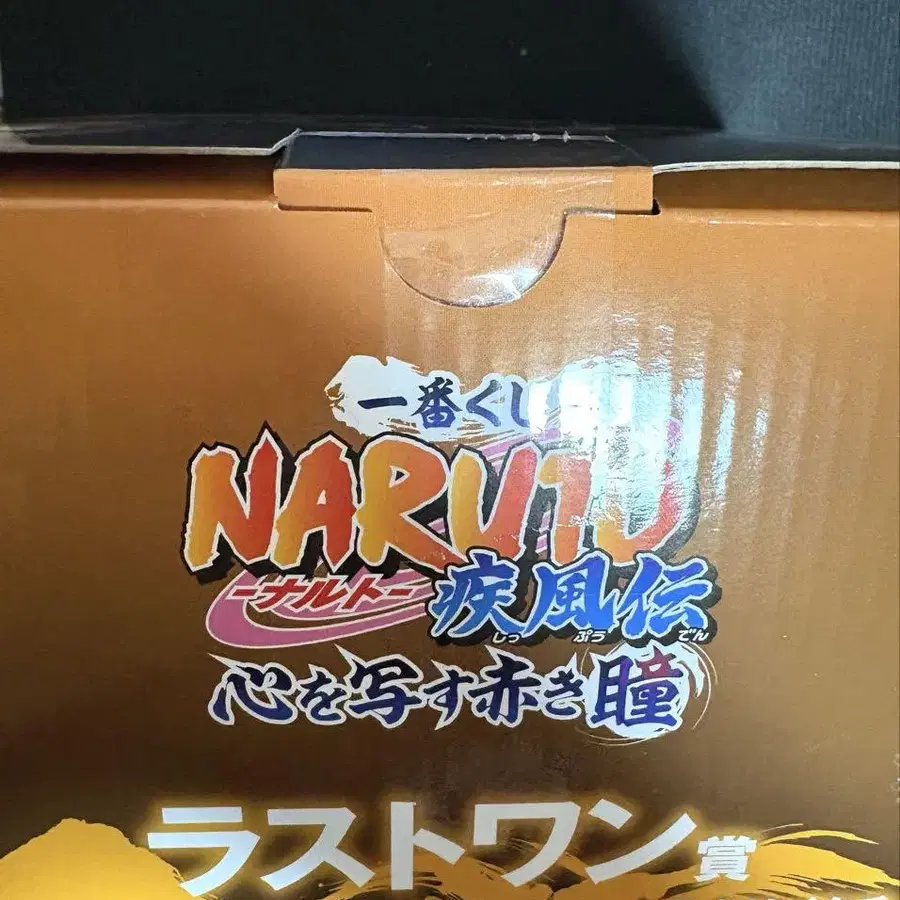 一番くじ
NARUTO
-ナルト-
疾風伝
しっ ぷう でん
心を写す赤き瞳
ラストワン賞